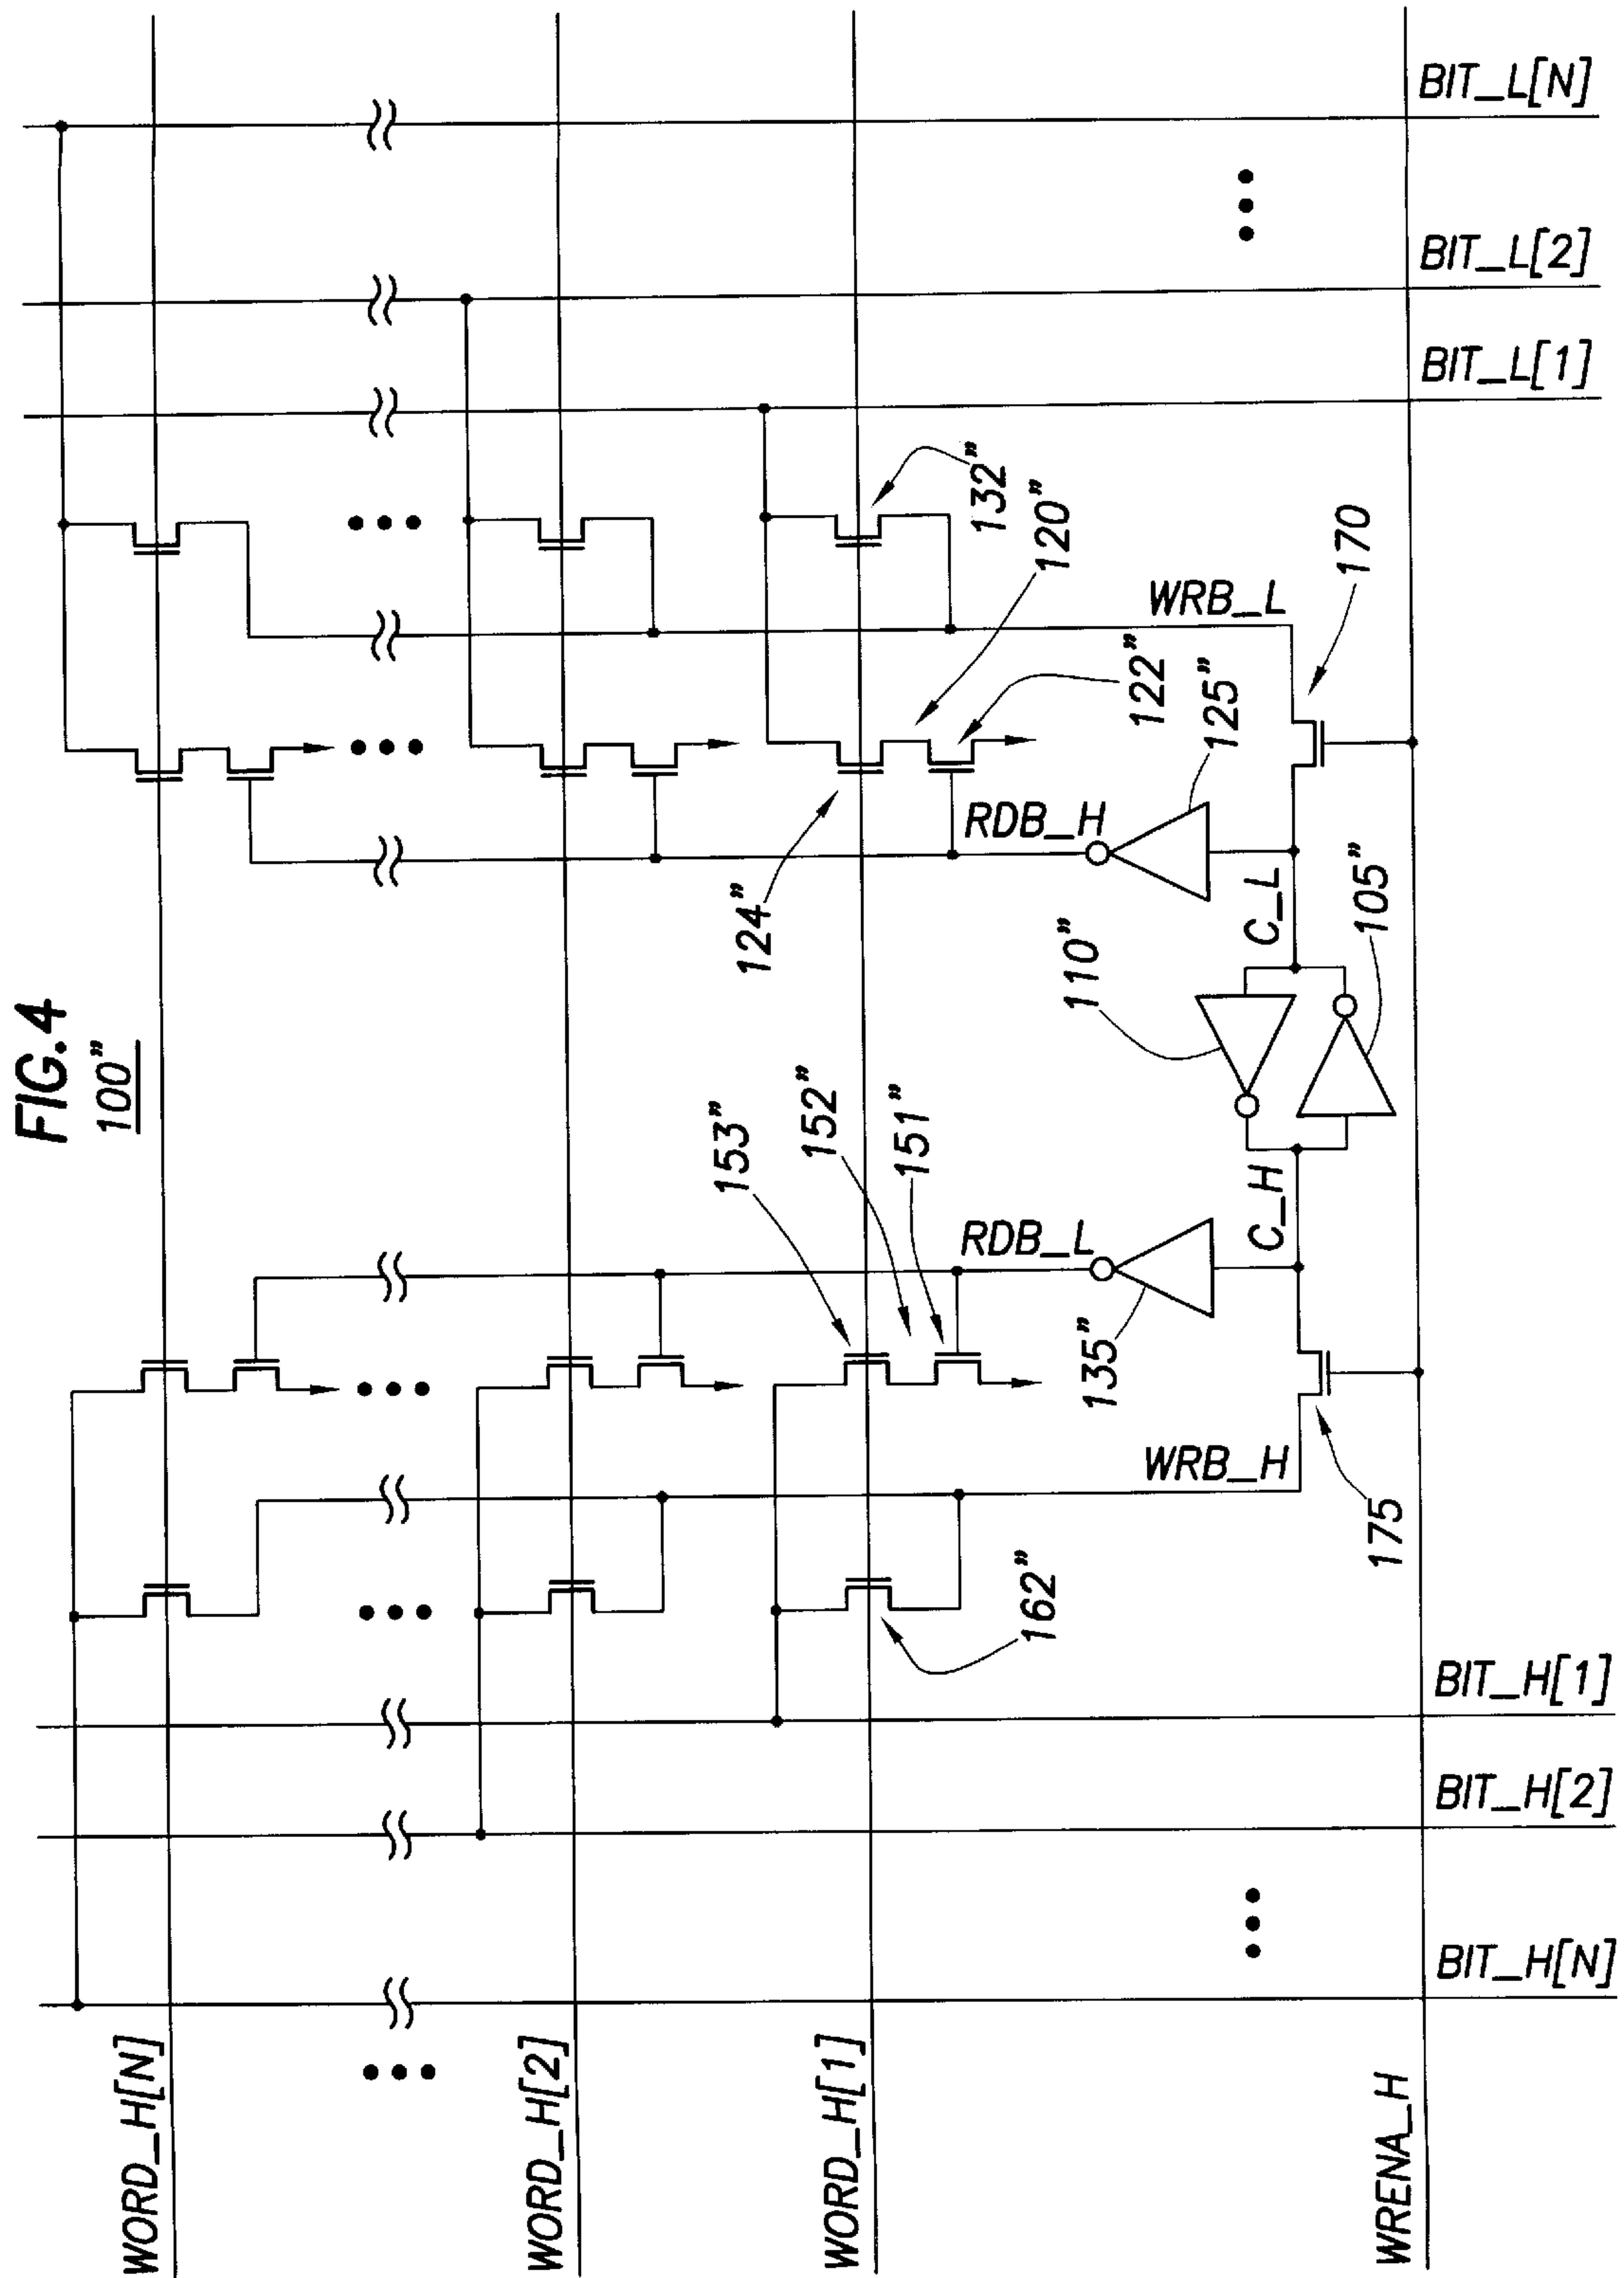 FIG.4
100"
WORD_H[N]
WORD_H[2]
WORD_H[1]
WRENA_H
BIT_H[N]
BIT_H[2]
BIT_H[1]
BIT_L[1]
BIT_L[2]
BIT_L[N]
153"
152"
151"
162"
124"
132"
120"
122"
125"
WRB_H
RDB_L
RDB_H
WRB_L
135"
C_H
110"
C_L
105"
175
170